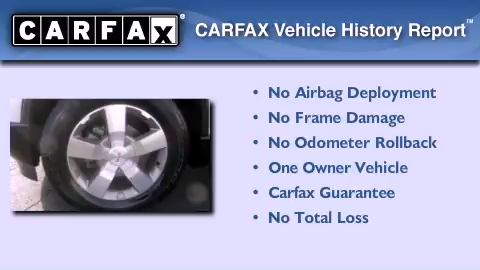 CARFAX® CARFAX Vehicle History Report™
• No Airbag Deployment
• No Frame Damage
• No Odometer Rollback
• One Owner Vehicle
• Carfax Guarantee
• No Total Loss